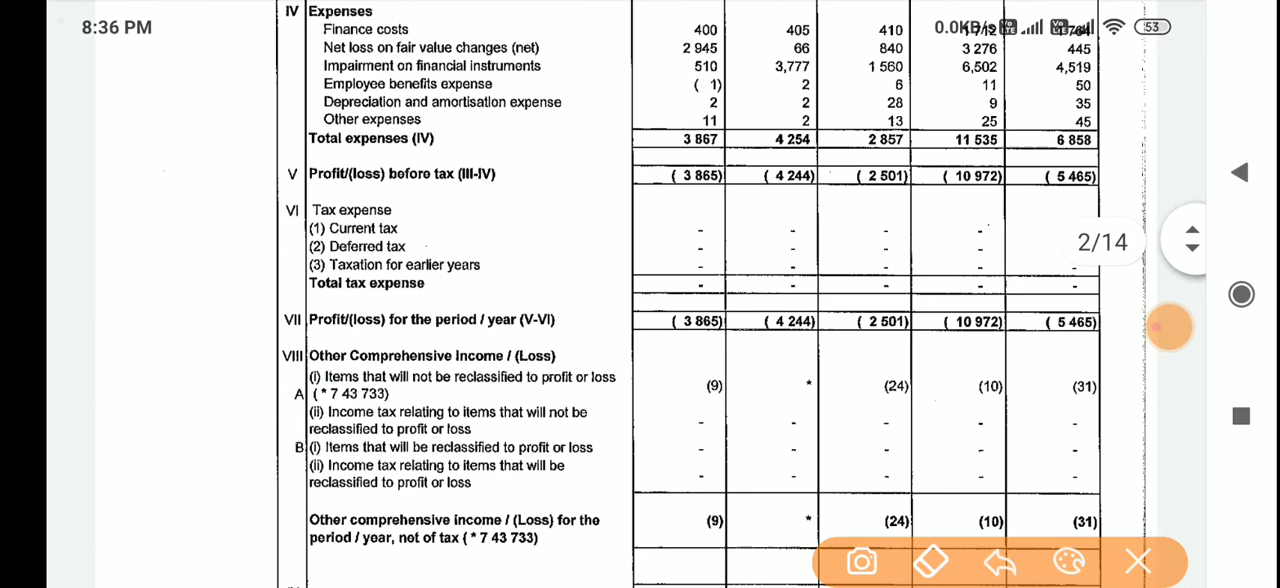 8:36 PM
0.0KB/s
53
IV Expenses
Finance costs 400 405 410
Net loss on fair value changes (net) 2 945 66 840 3 276 445
Impairment on financial instruments 510 3,777 1 560 6,502 4,519
Employee benefits expense ( 1) 2 6 11 50
Depreciation and amortisation expense 2 2 28 9 35
Other expenses 11 2 13 25 45
Total expenses (IV) 3 867 4 254 2 857 11 535 6 858
V Profit/(loss) before tax (III-IV) ( 3 865) ( 4 244) ( 2 501) ( 10 972) ( 5 465)
VI Tax expense
(1) Current tax - - - -
(2) Deferred tax - - - - -
2/14
(3) Taxation for earlier years - - - - -
Total tax expense - - - - -
VII Profit/(loss) for the period / year (V-VI) ( 3 865) ( 4 244) ( 2 501) ( 10 972) ( 5 465)
VIII Other Comprehensive Income / (Loss)
(i) Items that will not be reclassified to profit or loss
A ( * 7 43 733) (9) * (24) (10) (31)
(ii) Income tax relating to items that will not be
reclassified to profit or loss - - - - -
B (i) Items that will be reclassified to profit or loss - - - - -
(ii) Income tax relating to items that will be
reclassified to profit or loss - - - - -
Other comprehensive income / (Loss) for the (9) * (24) (10) (31)
period / year, net of tax ( * 7 43 733)